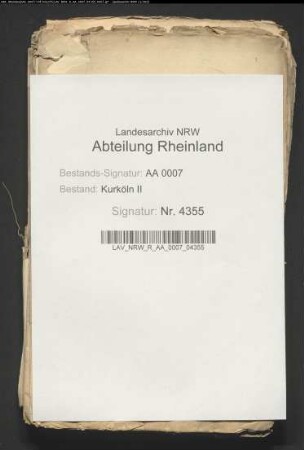 Landesarchiv NRW
Abteilung Rheinland
Bestands-Signatur: AA 0007
Bestand: Kurköln II
Signatur: Nr. 4355
LAV_NRW_R_AA_0007_04355